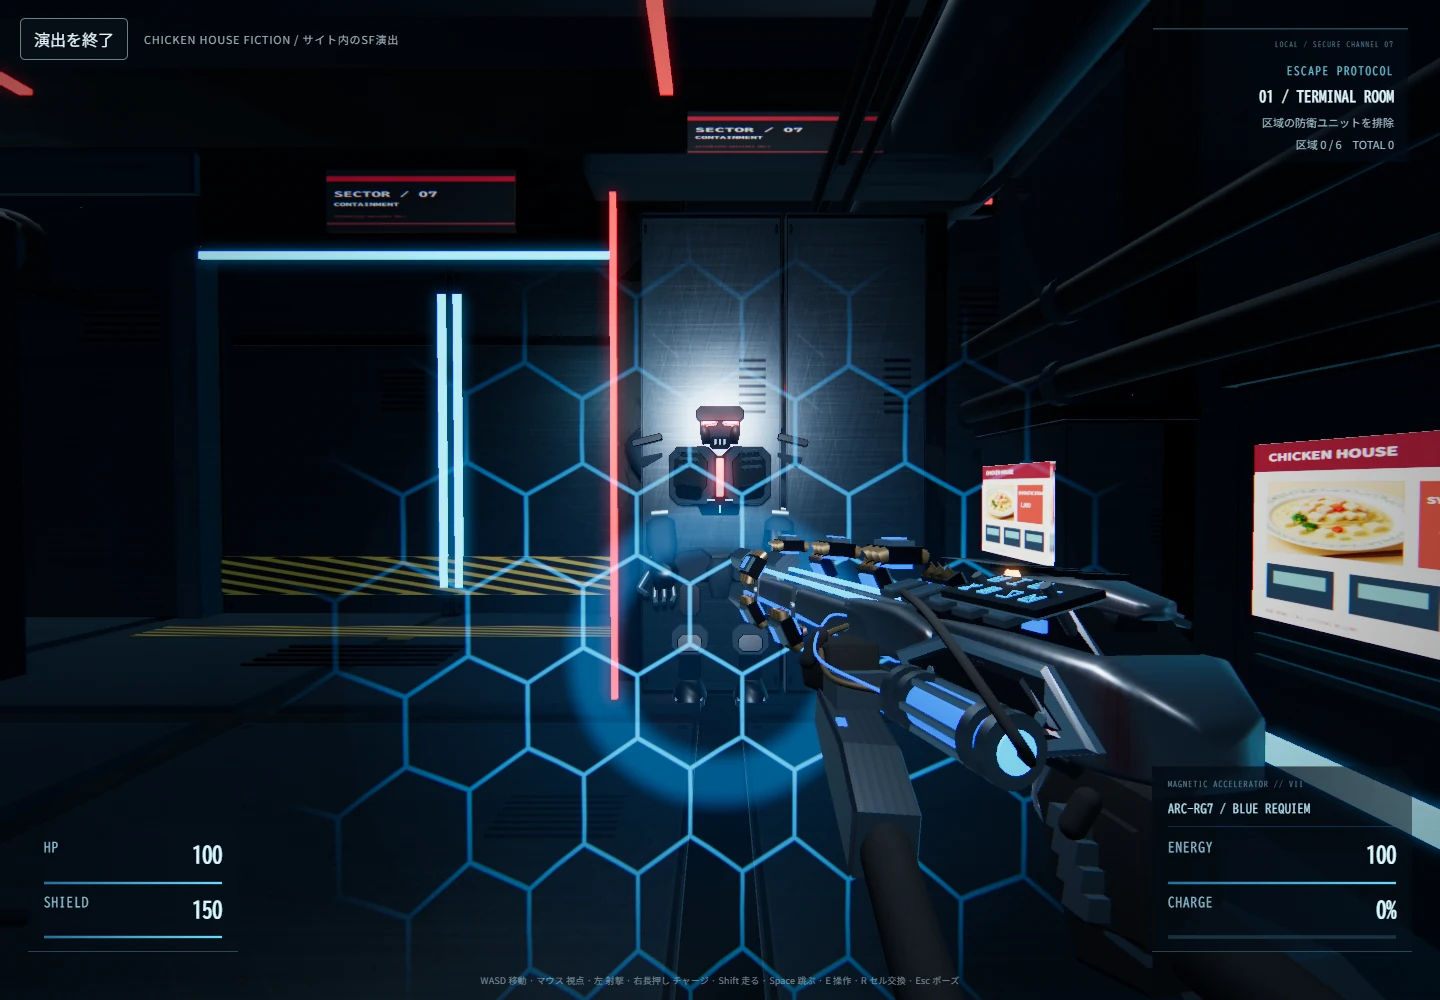 演出を終了
CHICKEN HOUSE FICTION / サイト内のSF演出
LOCAL / SECURE CHANNEL 07
ESCAPE PROTOCOL
01 / TERMINAL ROOM
区域の防衛ユニットを排除
区域 0 / 6 TOTAL 0
SECTOR / 07
CONTAINMENT
SECTOR / 07
CONTAINMENT
CHICKEN HOUSE
CHICKEN HOUSE
HP
100
SHIELD
150
MAGNETIC ACCELERATOR // VII
ARC-RG7 / BLUE REQUIEM
ENERGY
100
CHARGE
0%
WASD 移動 · マウス 視点 · 左 射撃 · 右長押し チャージ · Shift 走る · Space 跳ぶ · E 操作 · R セル交換 · Esc ポーズ